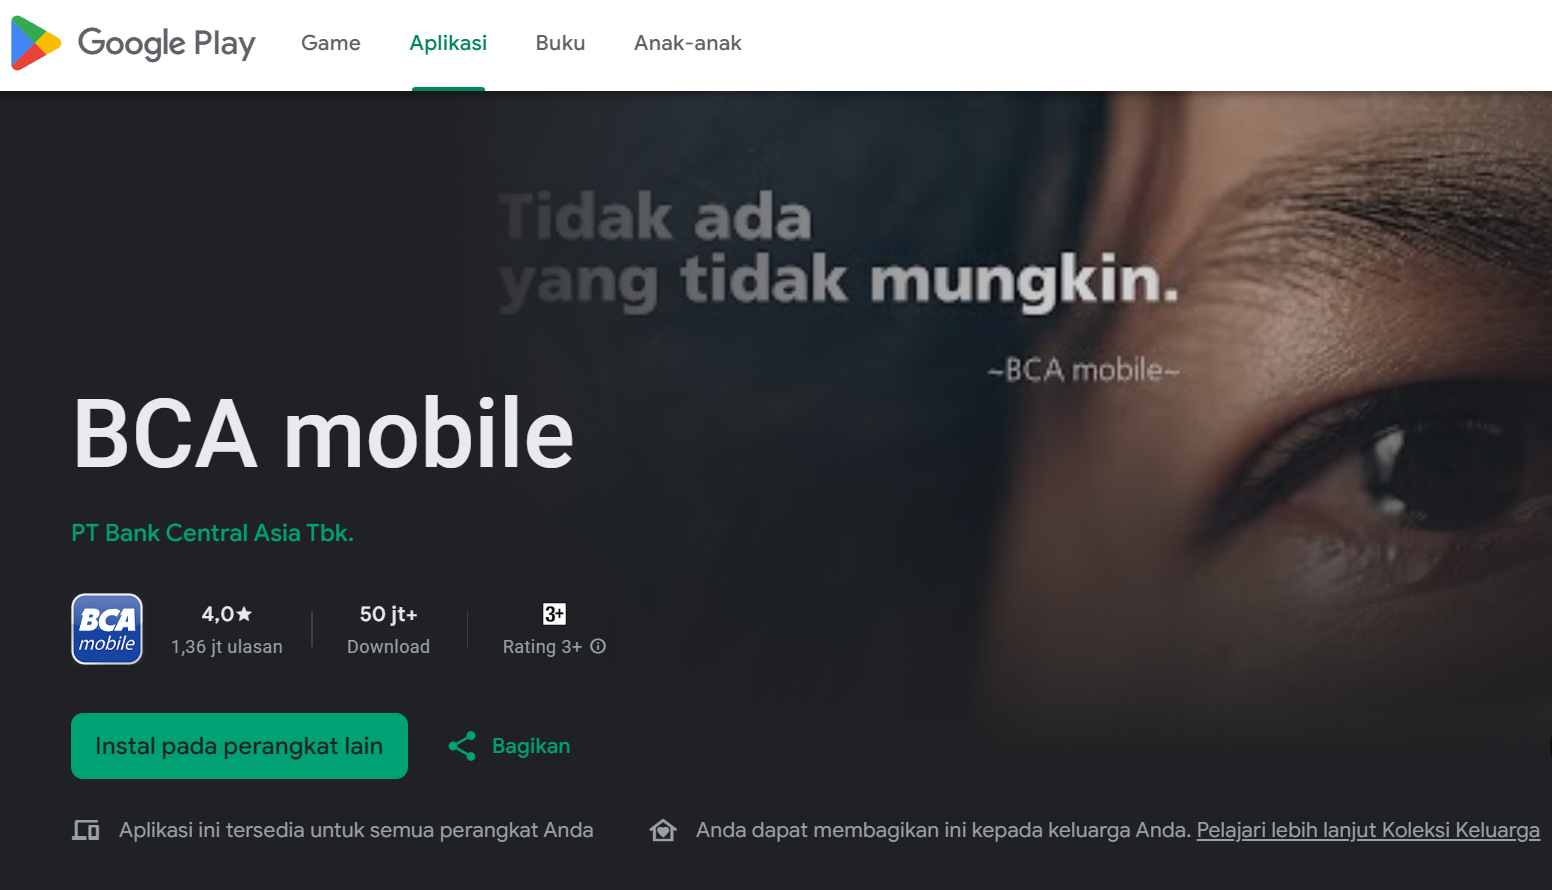 Google Play
Game
Aplikasi
Buku
Anak-anak
Tidak ada
yang tidak mungkin.
~BCA mobile~
BCA mobile
PT Bank Central Asia Tbk.
BCA
mobile
4,0★
1,36 jt ulasan
50 jt+
Download
3+
Rating 3+
Instal pada perangkat lain
Bagikan
Aplikasi ini tersedia untuk semua perangkat Anda
Anda dapat membagikan ini kepada keluarga Anda. Pelajari lebih lanjut Koleksi Keluarga